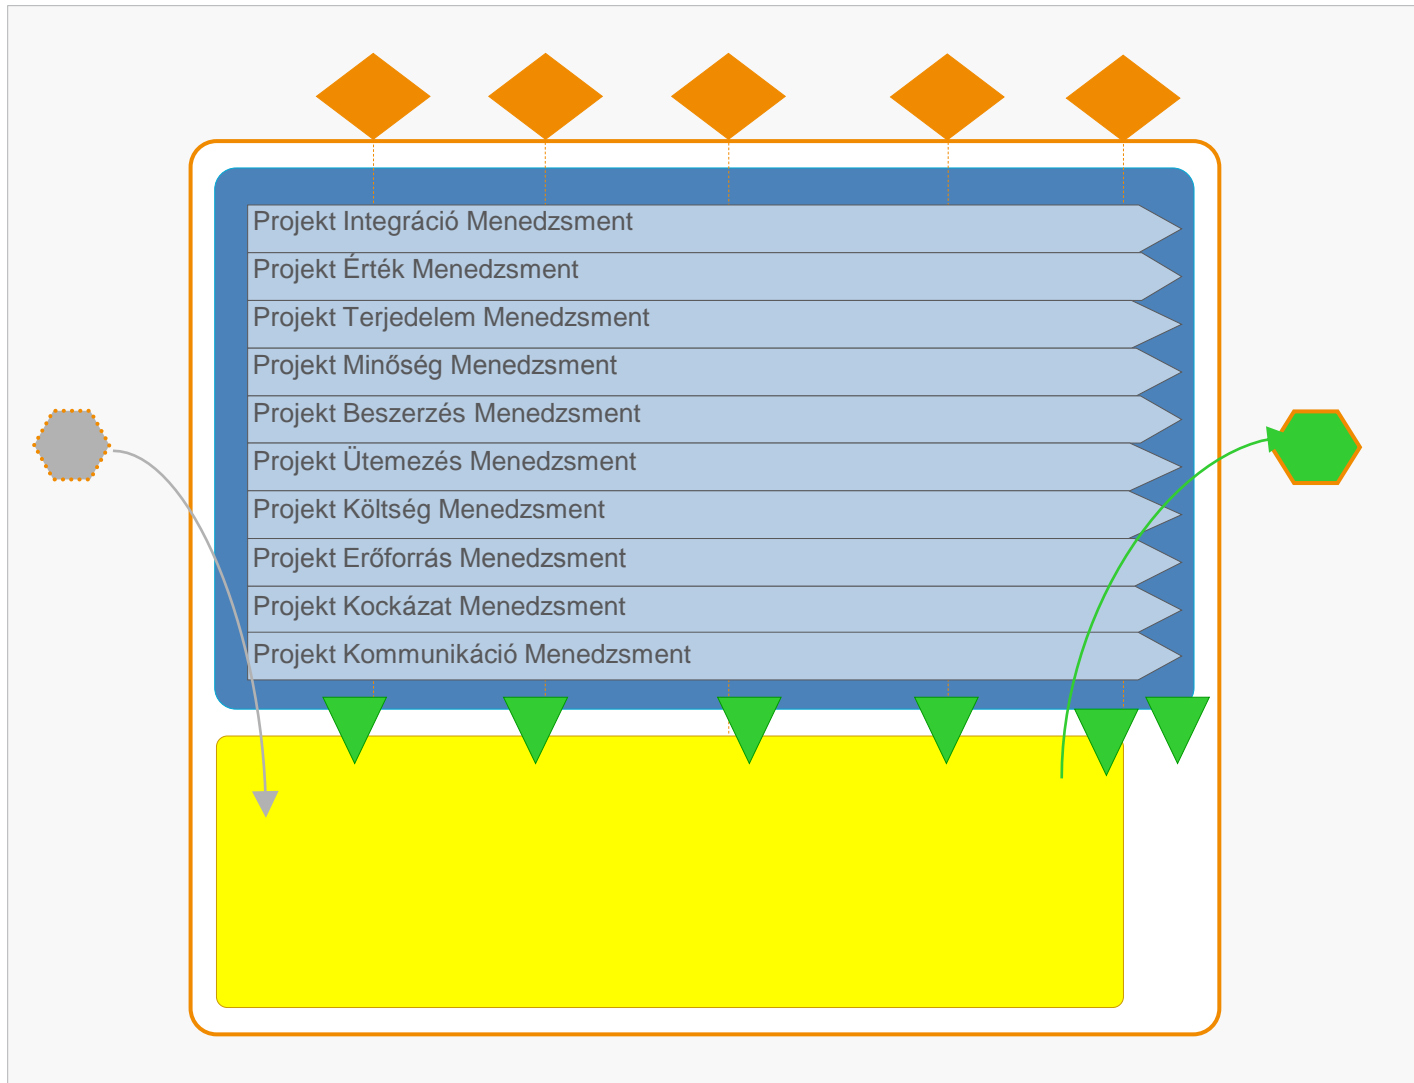 Projekt Integráció Menedzsment
Projekt Érték Menedzsment
Projekt Terjedelem Menedzsment
Projekt Minőség Menedzsment
Projekt Beszerzés Menedzsment
Projekt Ütemezés Menedzsment
Projekt Költség Menedzsment
Projekt Erőforrás Menedzsment
Projekt Kockázat Menedzsment
Projekt Kommunikáció Menedzsment